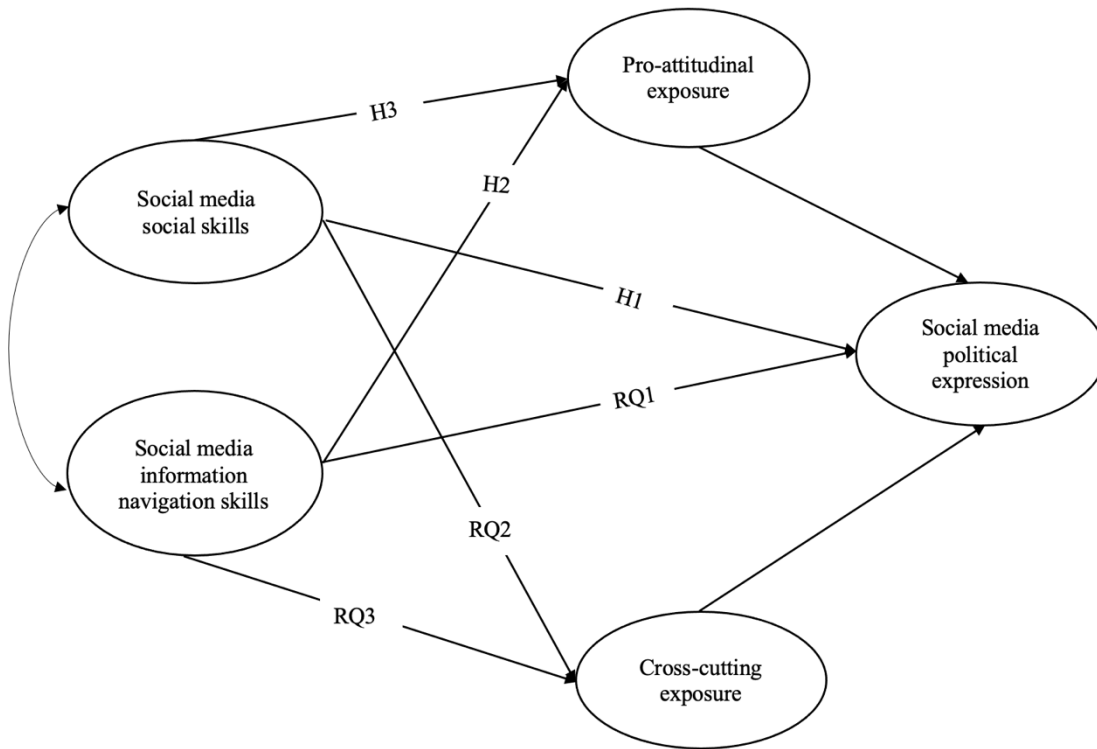 Pro-attitudinal
exposure
H3
H2
Social media
social skills
H1
Social media
political
expression
RQ1
Social media
information
navigation skills
RQ2
RQ3
Cross-cutting
exposure